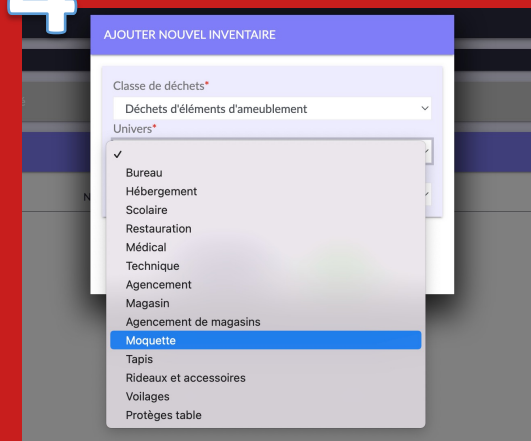 4
AJOUTER NOUVEL INVENTAIRE
Classe de déchets*
Déchets d'éléments d'ameublement
Univers*
✓
Bureau
Hébergement
Scolaire
Restauration
Médical
Technique
Agencement
Magasin
Agencement de magasins
Moquette
Tapis
Rideaux et accessoires
Voilages
Protèges table